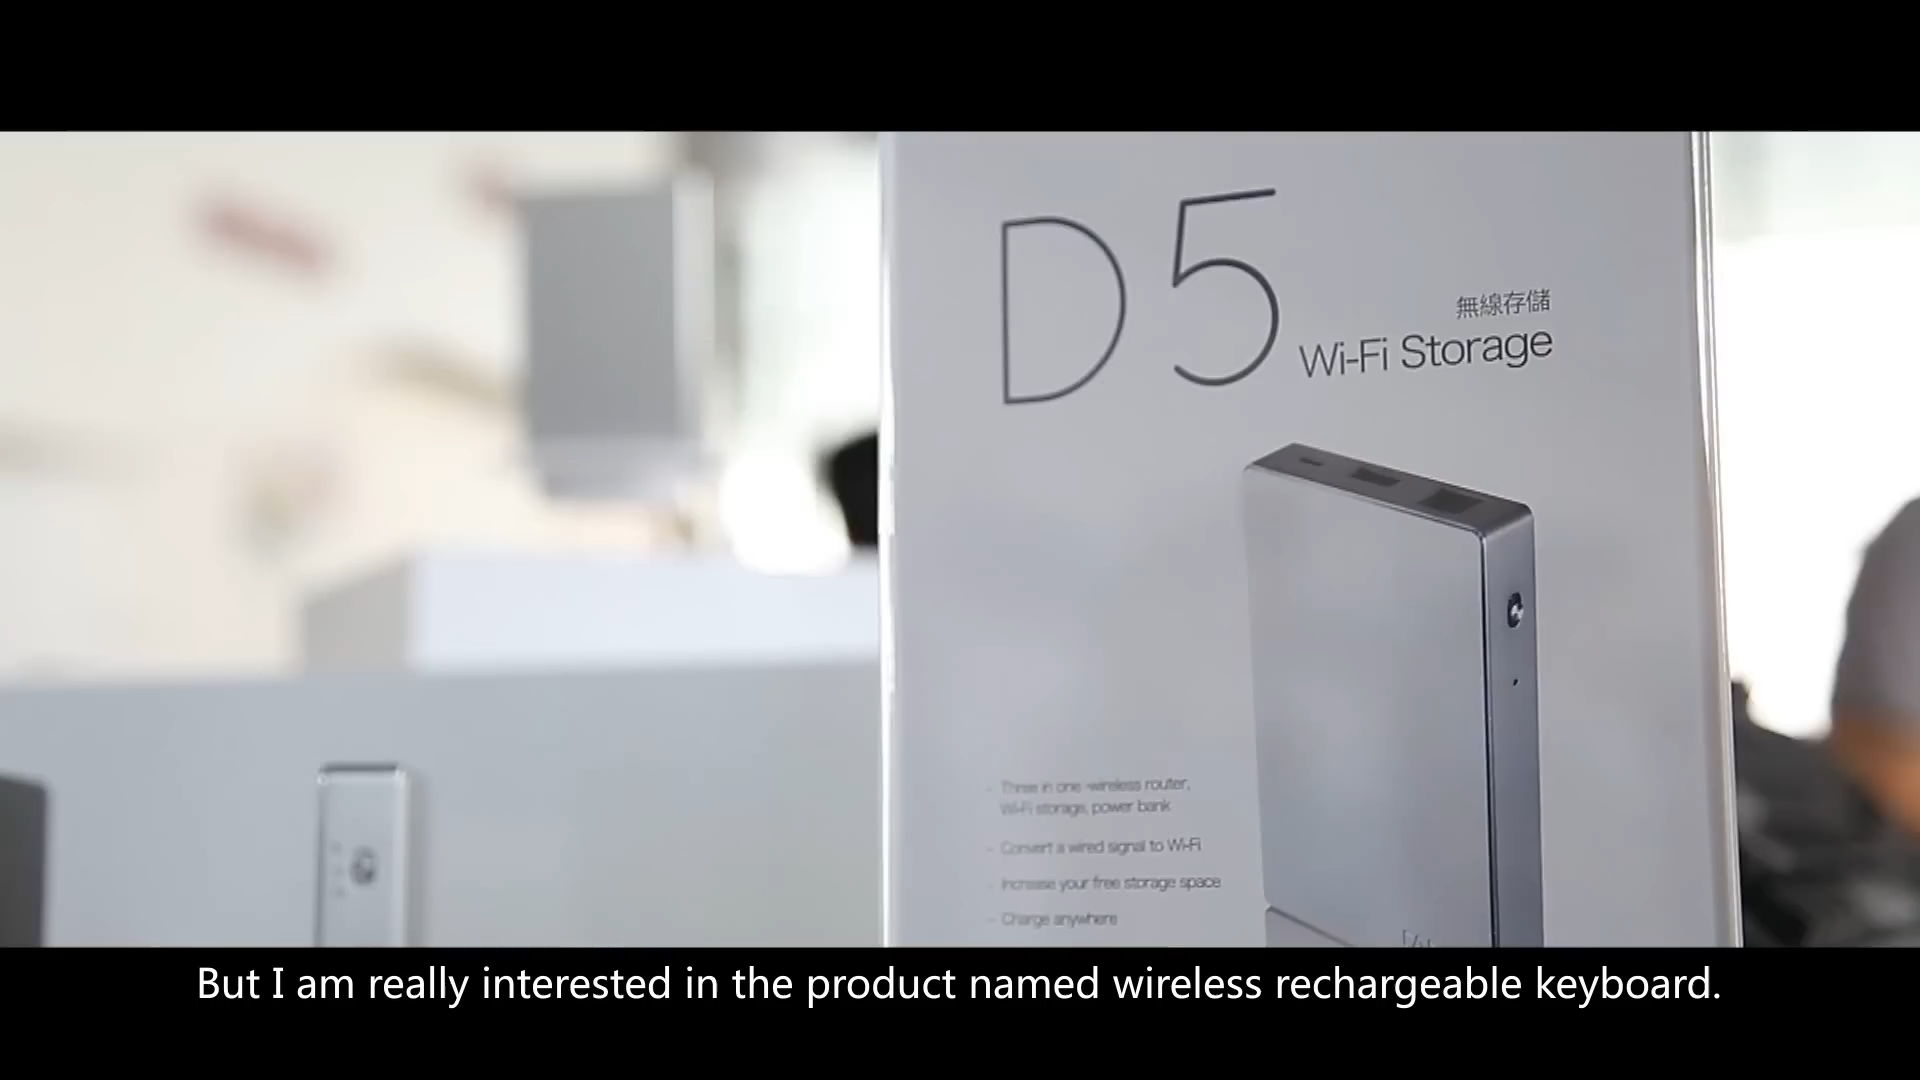 D5
無線存儲
Wi-Fi Storage
- Three in one -wireless router,
Wi-Fi storage, power bank
- Convert a wired signal to Wi-Fi
- Increase your free storage space
- Charge anywhere
But I am really interested in the product named wireless rechargeable keyboard.